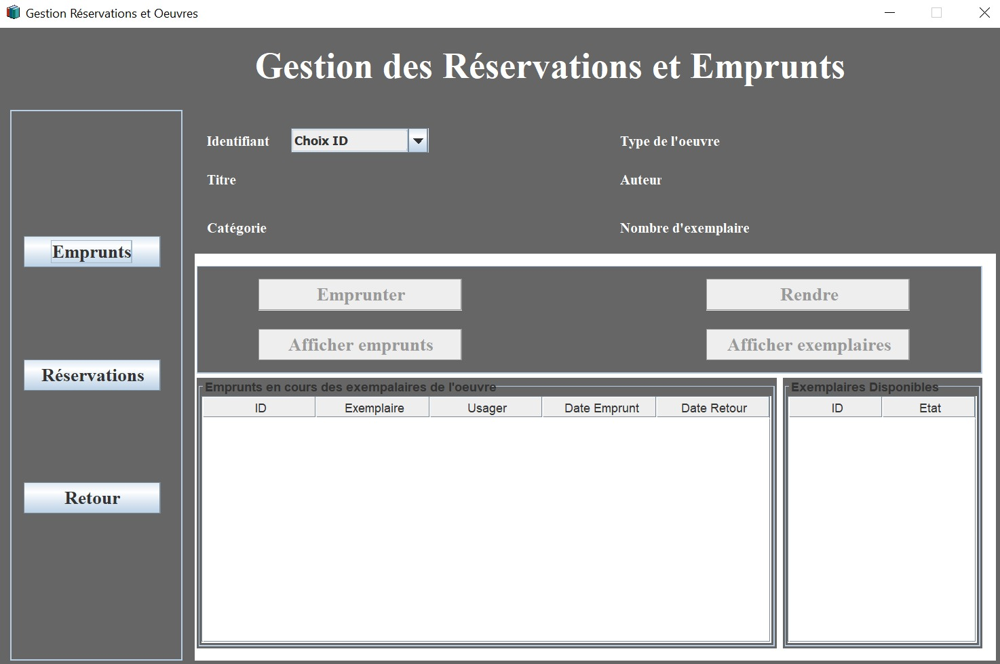 Gestion Réservations et Oeuvres
Gestion des Réservations et Emprunts
Emprunts
Réservations
Retour
Identifiant Choix ID Type de l'oeuvre
Titre Auteur
Catégorie Nombre d'exemplaire
Emprunter Rendre
Afficher emprunts Afficher exemplaires
Emprunts en cours des exempalaires de l'oeuvre
ID Exemplaire Usager Date Emprunt Date Retour
Exemplaires Disponibles
ID Etat